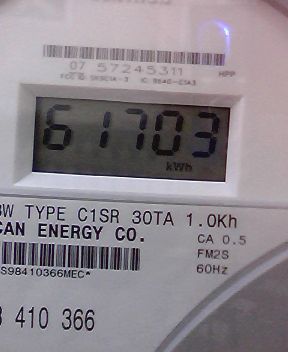 07 57245311 HPP
61703
kWh
TYPE C1SR 30TA 1.0Kh
CAN ENERGY CO.
CA 0.5
FM2S
60Hz
S98410366MEC*
410 366